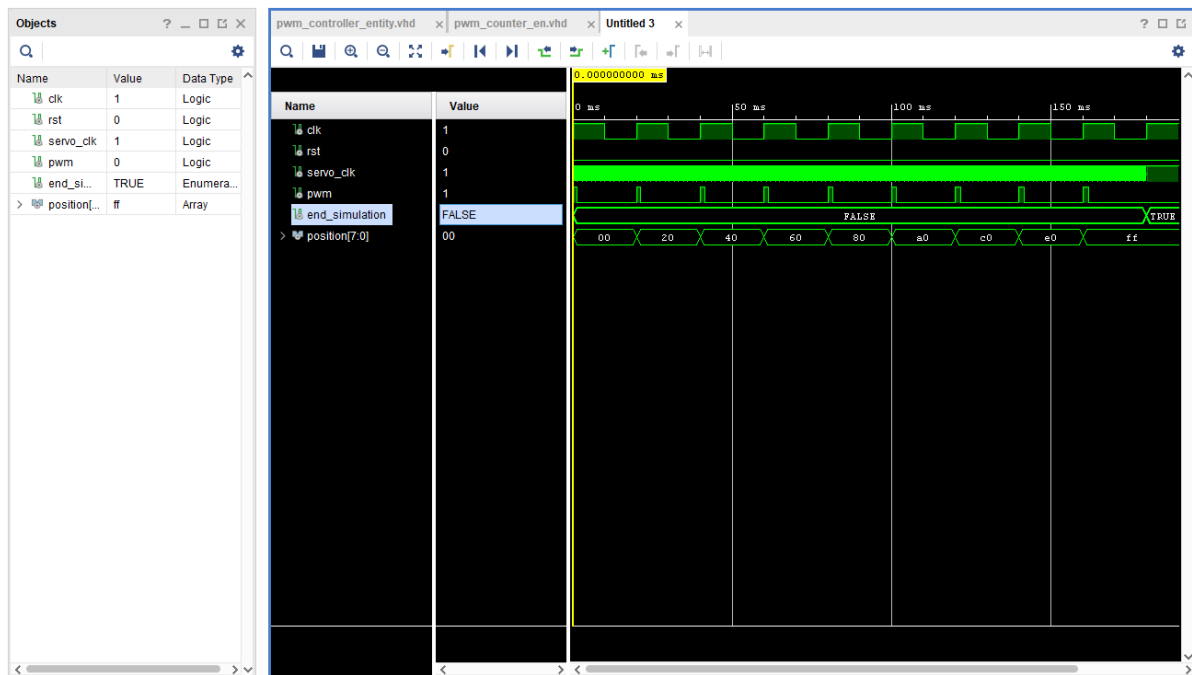 Objects ? _
Name Value Data Type
clk 1 Logic
rst 0 Logic
servo_clk 1 Logic
pwm 0 Logic
end_si... TRUE Enumera...
> position[... ff Array
pwm_controller_entity.vhd × pwm_counter_en.vhd × Untitled 3 × ?
0.000000000 ms
Name Value
0 ms 50 ms 100 ms 150 ms
clk 1
rst 0
servo_clk 1
pwm 1
end_simulation FALSE FALSE TRUE
> position[7:0] 00 00 20 40 60 80 a0 c0 e0 ff